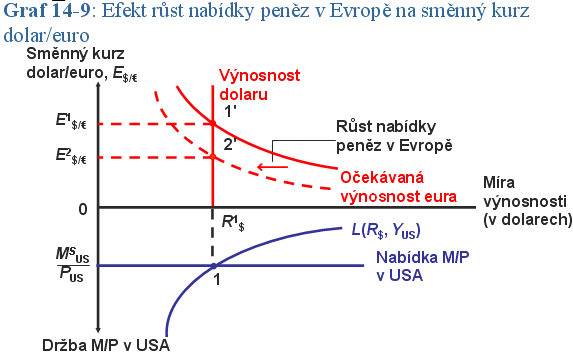 Graf 14-9: Efekt růst nabídky peněz v Evropě na směnný kurz
dolar/euro
Směnný kurz
dolar/euro, E$/€
Výnosnost
dolaru
1'
E¹$/€
Růst nabídky
peněz v Evropě
2'
E²$/€
Očekávaná
výnosnost eura
Míra
výnosnosti
(v dolarech)
0
R¹$
L(R$, YUS)
MˢUS
PUS
Nabídka M/P
v USA
1
Držba M/P v USA